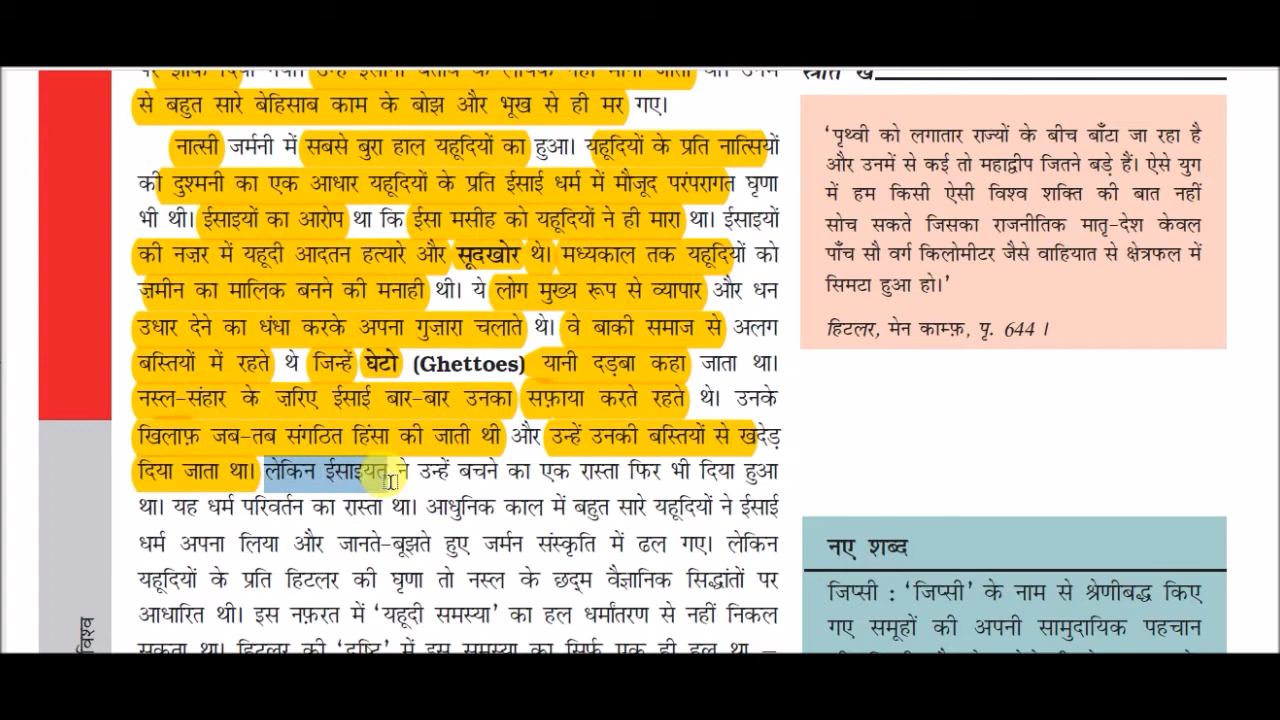 से बहुत सारे बेहिसाब काम के बोझ और भूख से ही मर गए।
नात्सी जर्मनी में सबसे बुरा हाल यहूदियों का हुआ। यहूदियों के प्रति नात्सियों
की दुश्मनी का एक आधार यहूदियों के प्रति ईसाई धर्म में मौजूद परंपरागत घृणा
भी थी। ईसाइयों का आरोप था कि ईसा मसीह को यहूदियों ने ही मारा था। ईसाइयों
की नज़र में यहूदी आदतन हत्यारे और सूदखोर थे। मध्यकाल तक यहूदियों को
ज़मीन का मालिक बनने की मनाही थी। ये लोग मुख्य रूप से व्यापार और धन
उधार देने का धंधा करके अपना गुज़ारा चलाते थे। वे बाकी समाज से अलग
बस्तियों में रहते थे जिन्हें घेटो (Ghettoes) यानी दड़बा कहा जाता था।
नस्ल-संहार के ज़रिए ईसाई बार-बार उनका सफ़ाया करते रहते थे। उनके
खिलाफ़ जब-तब संगठित हिंसा की जाती थी और उन्हें उनकी बस्तियों से खदेड़
दिया जाता था। लेकिन ईसाइयत ने उन्हें बचने का एक रास्ता फिर भी दिया हुआ
था। यह धर्म परिवर्तन का रास्ता था। आधुनिक काल में बहुत सारे यहूदियों ने ईसाई
धर्म अपना लिया और जानते-बूझते हुए जर्मन संस्कृति में ढल गए। लेकिन
यहूदियों के प्रति हिटलर की घृणा तो नस्ल के छद्म वैज्ञानिक सिद्धांतों पर
आधारित थी। इस नफ़रत में ‘यहूदी समस्या’ का हल धर्मांतरण से नहीं निकल
सकता था। हिटलर की ‘दृष्टि’ में इस समस्या का सिर्फ़ एक ही हल था –
स्रोत ख
‘पृथ्वी को लगातार राज्यों के बीच बाँटा जा रहा है
और उनमें से कई तो महाद्वीप जितने बड़े हैं। ऐसे युग
में हम किसी ऐसी विश्व शक्ति की बात नहीं
सोच सकते जिसका राजनीतिक मातृ-देश केवल
पाँच सौ वर्ग किलोमीटर जैसे वाहियात से क्षेत्रफल में
सिमटा हुआ हो।’
हिटलर, मेन काम्फ़, पृ. 644 ।
नए शब्द
जिप्सी : ‘जिप्सी’ के नाम से श्रेणीबद्ध किए
गए समूहों की अपनी सामुदायिक पहचान
विश्व